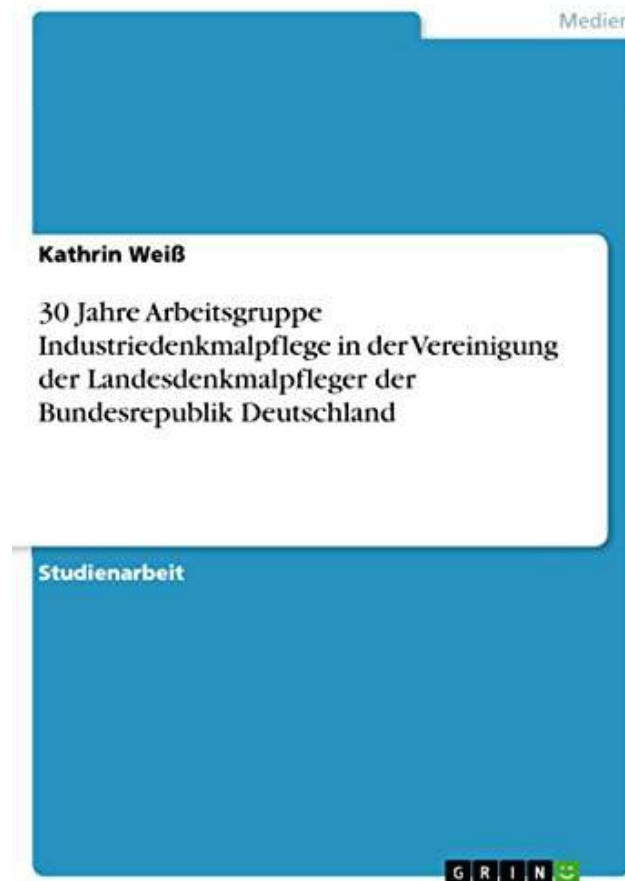 Medien
Kathrin Weiß
30 Jahre Arbeitsgruppe
Industriedenkmalpflege in der Vereinigung
der Landesdenkmalpfleger der
Bundesrepublik Deutschland
Studienarbeit
GRIN